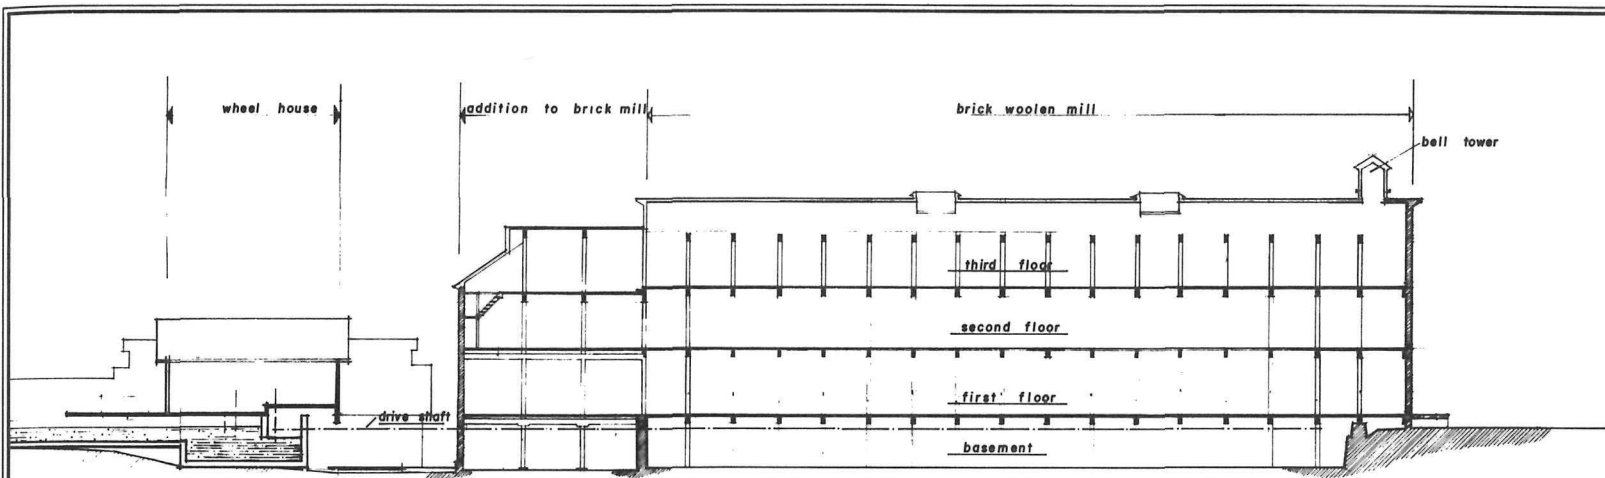 wheel house
addition to brick mill
brick woolen mill
bell tower
third floor
second floor
first floor
drive shaft
basement